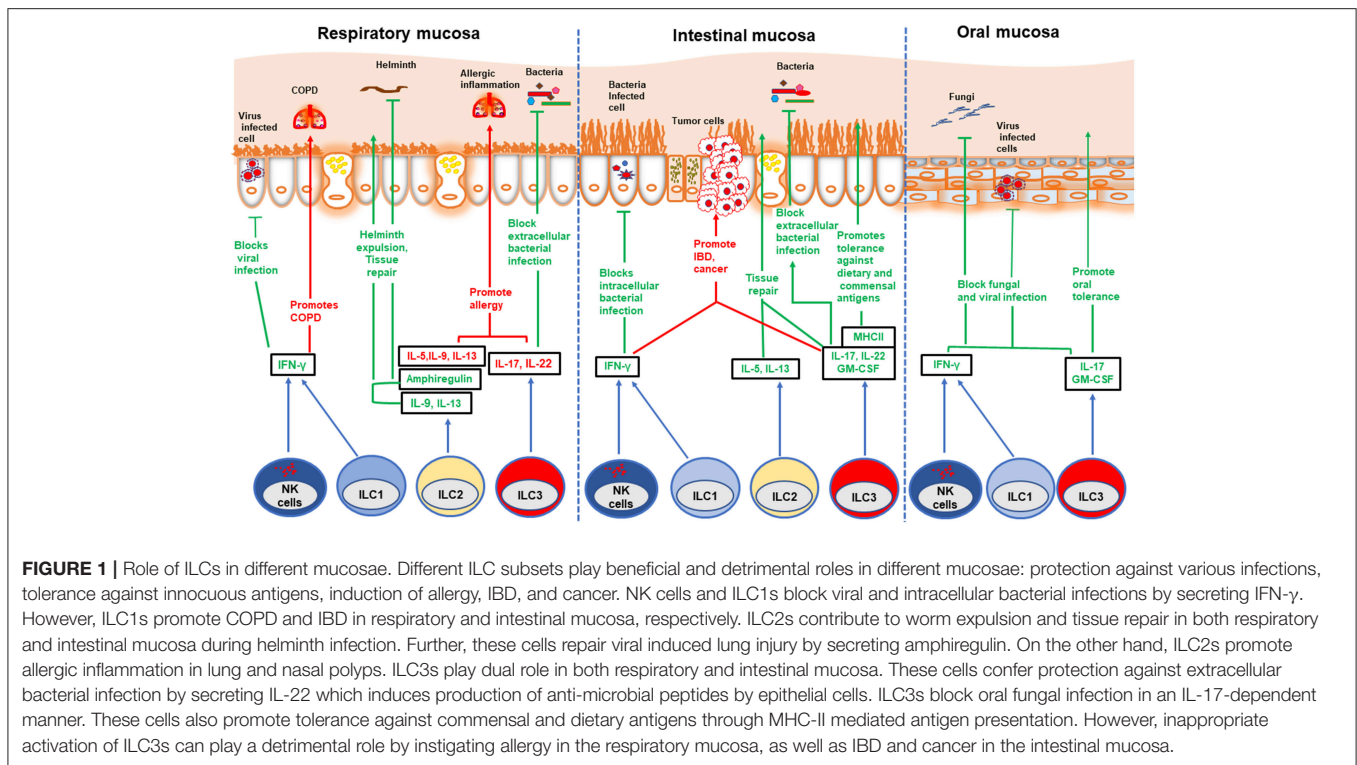 Respiratory mucosa
Intestinal mucosa
Oral mucosa
Helminth
COPD
Allergic
inflammation
Bacteria
Virus
infected
cell
Blocks
viral
infection
Promotes
COPD
Helminth
expulsion,
Tissue
repair
Promote
allergy
Block
extracellular
bacterial
infection
IFN-γ
IL-5,IL-9, IL-13
Amphiregulin
IL-9, IL-13
IL-17, IL-22
NK
cells
ILC1
ILC2
ILC3
Bacteria
Infected
cell
Tumor cells
Bacteria
Blocks
intracellular
bacterial
infection
Promote
IBD,
cancer
Tissue
repair
Block
extracellular
bacterial
infection
Promotes
tolerance
against
dietary and
commensal
antigens
IFN-γ
IL-5, IL-13
MHCII
IL-17, IL-22
GM-CSF
NK
cells
ILC1
ILC2
ILC3
Fungi
Virus
infected
cells
Block fungal
and viral infection
Promote
oral
tolerance
IFN-γ
IL-17
GM-CSF
NK
cells
ILC1
ILC3
FIGURE 1 | Role of ILCs in different mucosae. Different ILC subsets play beneficial and detrimental roles in different mucosae: protection against various infections,
tolerance against innocuous antigens, induction of allergy, IBD, and cancer. NK cells and ILC1s block viral and intracellular bacterial infections by secreting IFN-γ.
However, ILC1s promote COPD and IBD in respiratory and intestinal mucosa, respectively. ILC2s contribute to worm expulsion and tissue repair in both respiratory
and intestinal mucosa during helminth infection. Further, these cells repair viral induced lung injury by secreting amphiregulin. On the other hand, ILC2s promote
allergic inflammation in lung and nasal polyps. ILC3s play dual role in both respiratory and intestinal mucosa. These cells confer protection against extracellular
bacterial infection by secreting IL-22 which induces production of anti-microbial peptides by epithelial cells. ILC3s block oral fungal infection in an IL-17-dependent
manner. These cells also promote tolerance against commensal and dietary antigens through MHC-II mediated antigen presentation. However, inappropriate
activation of ILC3s can play a detrimental role by instigating allergy in the respiratory mucosa, as well as IBD and cancer in the intestinal mucosa.